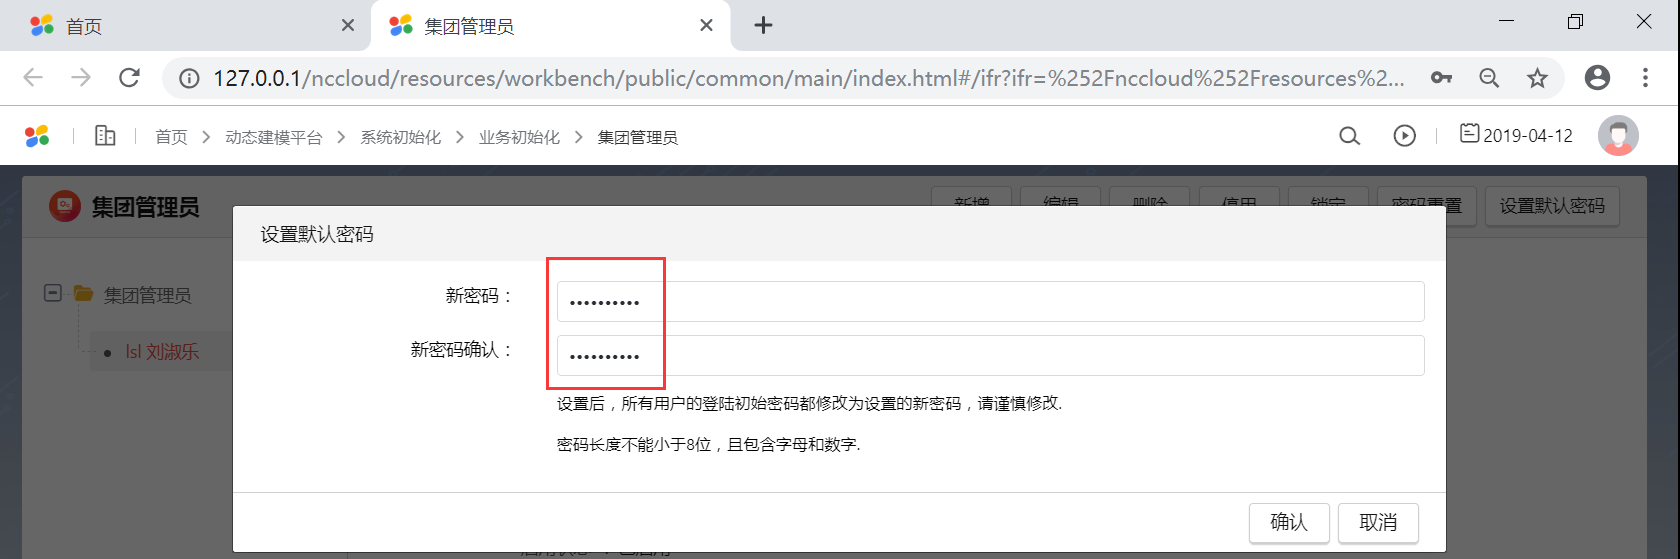 首页
集团管理员
127.0.0.1/nccloud/resources/workbench/public/common/main/index.html#/ifr?ifr=%252Fnccloud%252Fresources%2...
首页 > 动态建模平台 > 系统初始化 > 业务初始化 > 集团管理员
2019-04-12
集团管理员
新增 编辑 删除 停用 锁定 密码重置 设置默认密码
设置默认密码
集团管理员
lsl 刘淑乐
新密码：
••••••••••
新密码确认：
••••••••••
设置后，所有用户的登陆初始密码都修改为设置的新密码，请谨慎修改.
密码长度不能小于8位，且包含字母和数字.
确认 取消